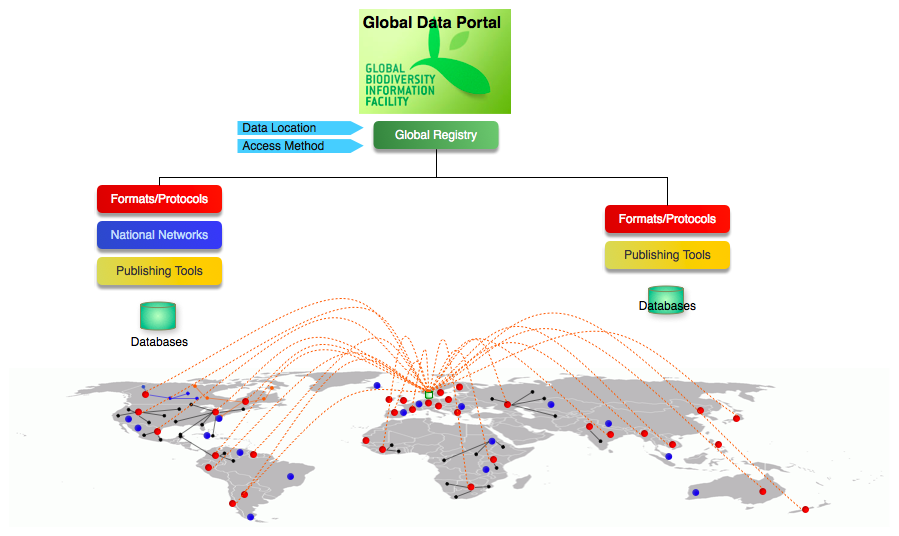 Global Data Portal
GLOBAL
BIODIVERSITY
INFORMATION
FACILITY
Data Location
Access Method
Global Registry
Formats/Protocols
National Networks
Publishing Tools
Databases
Formats/Protocols
Publishing Tools
Databases